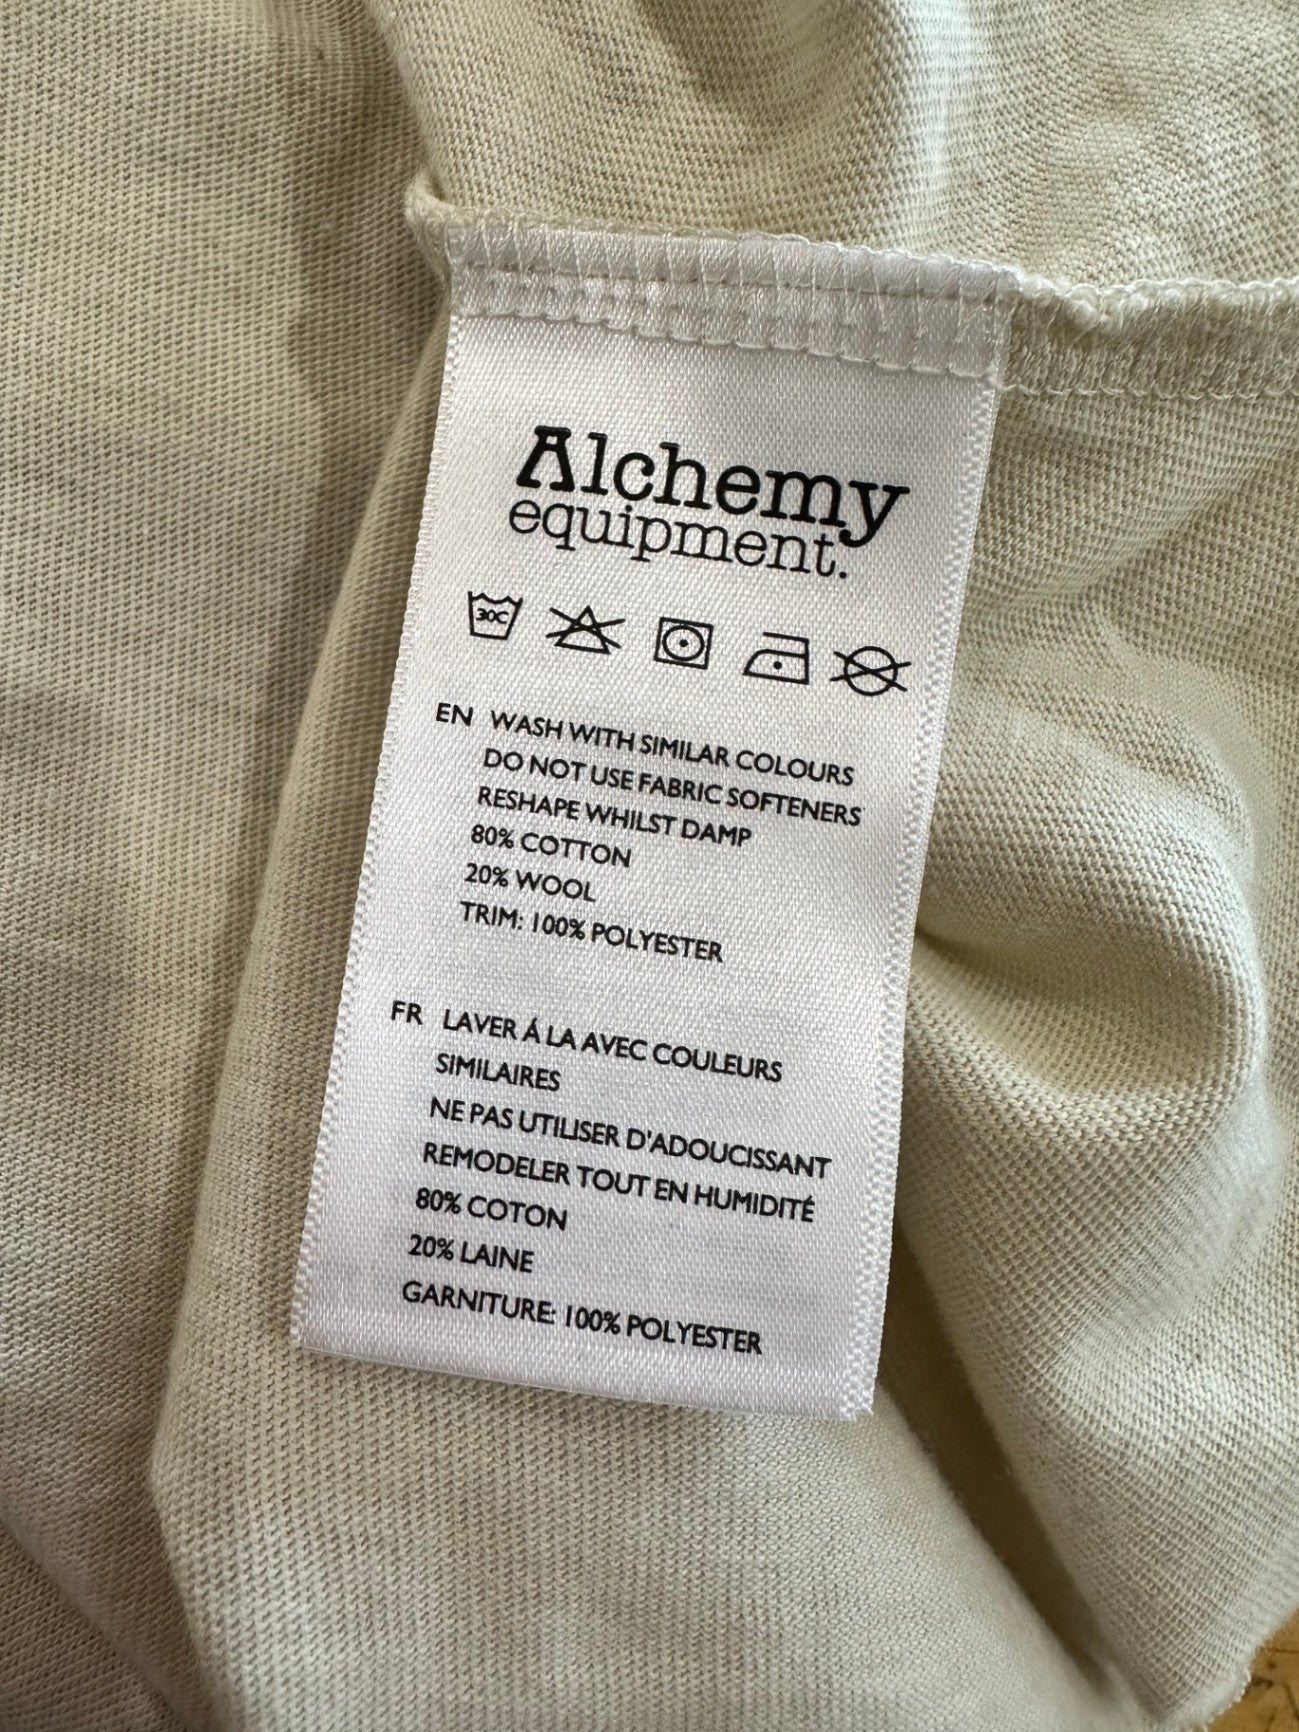 Alchemy
equipment.
30C
EN WASH WITH SIMILAR COLOURS
DO NOT USE FABRIC SOFTENERS
RESHAPE WHILST DAMP
80% COTTON
20% WOOL
TRIM: 100% POLYESTER
FR LAVER Á LA AVEC COULEURS
SIMILAIRES
NE PAS UTILISER D'ADOUCISSANT
REMODELER TOUT EN HUMIDITÉ
80% COTON
20% LAINE
GARNITURE: 100% POLYESTER